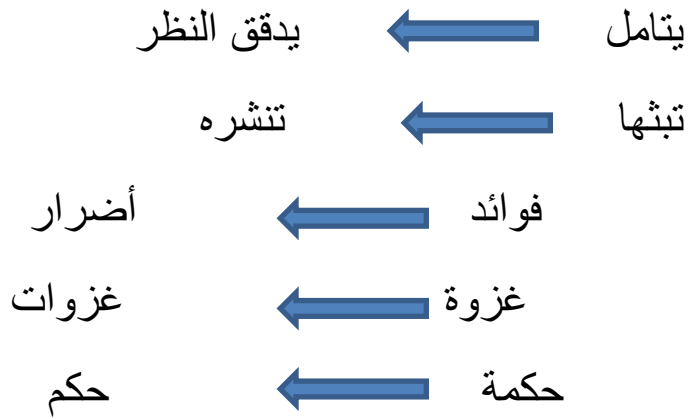 يتامل يدقق النظر
تبثها تنشره
فوائد أضرار
غزوة غزوات
حكمة حكم